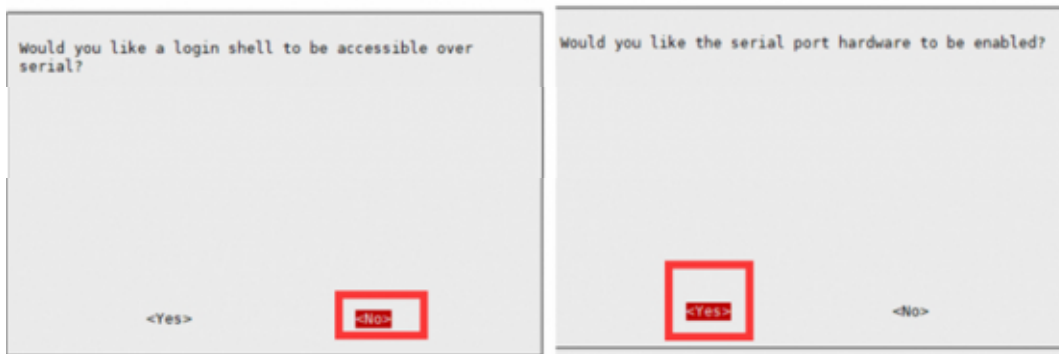 Would you like a login shell to be accessible over
serial?
<Yes>
<No>
Would you like the serial port hardware to be enabled?
<Yes>
<No>